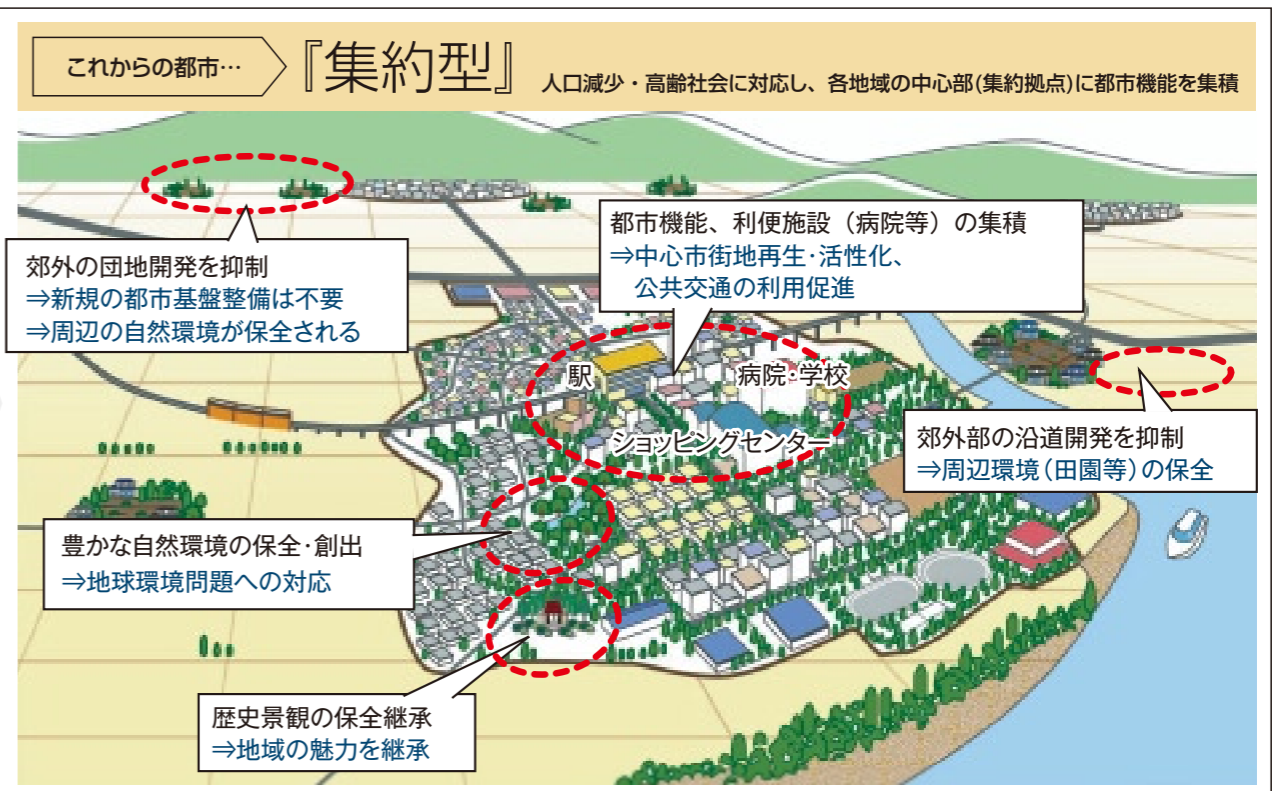 これからの都市…
『集約型』
人口減少・高齢社会に対応し、各地域の中心部(集約拠点)に都市機能を集積
都市機能、利便施設（病院等）の集積
⇒中心市街地再生･活性化、
公共交通の利用促進
郊外の団地開発を抑制
⇒新規の都市基盤整備は不要
⇒周辺の自然環境が保全される
駅
病院･学校
ショッピングセンター
郊外部の沿道開発を抑制
⇒周辺環境（田園等）の保全
豊かな自然環境の保全･創出
⇒地球環境問題への対応
歴史景観の保全継承
⇒地域の魅力を継承